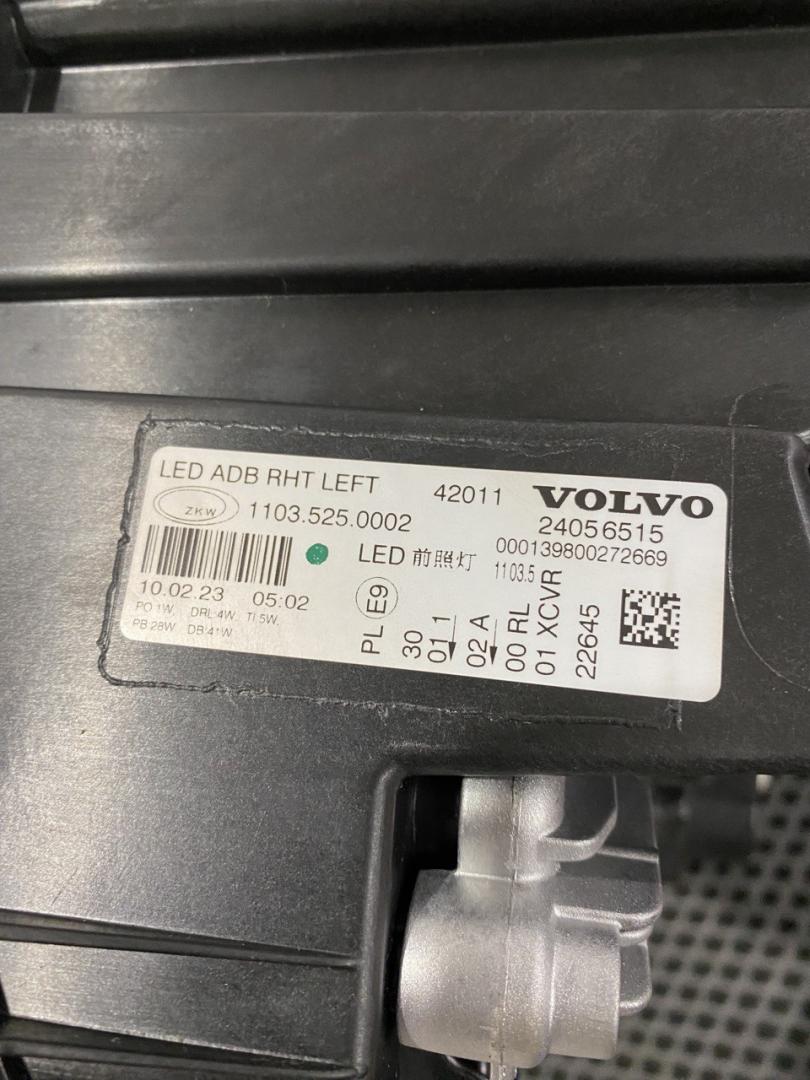 LED ADB RHT LEFT 42011 VOLVO
ZKW 1103.525.0002 24056515
LED 前照灯 000139800272669
1103.5
10.02.23 05:02
PO 1W. DRL:4W. TI 5W.
PB:28W DB:41W
PL E9
30
01 1
02 A
00 RL
01 XCVR
22645